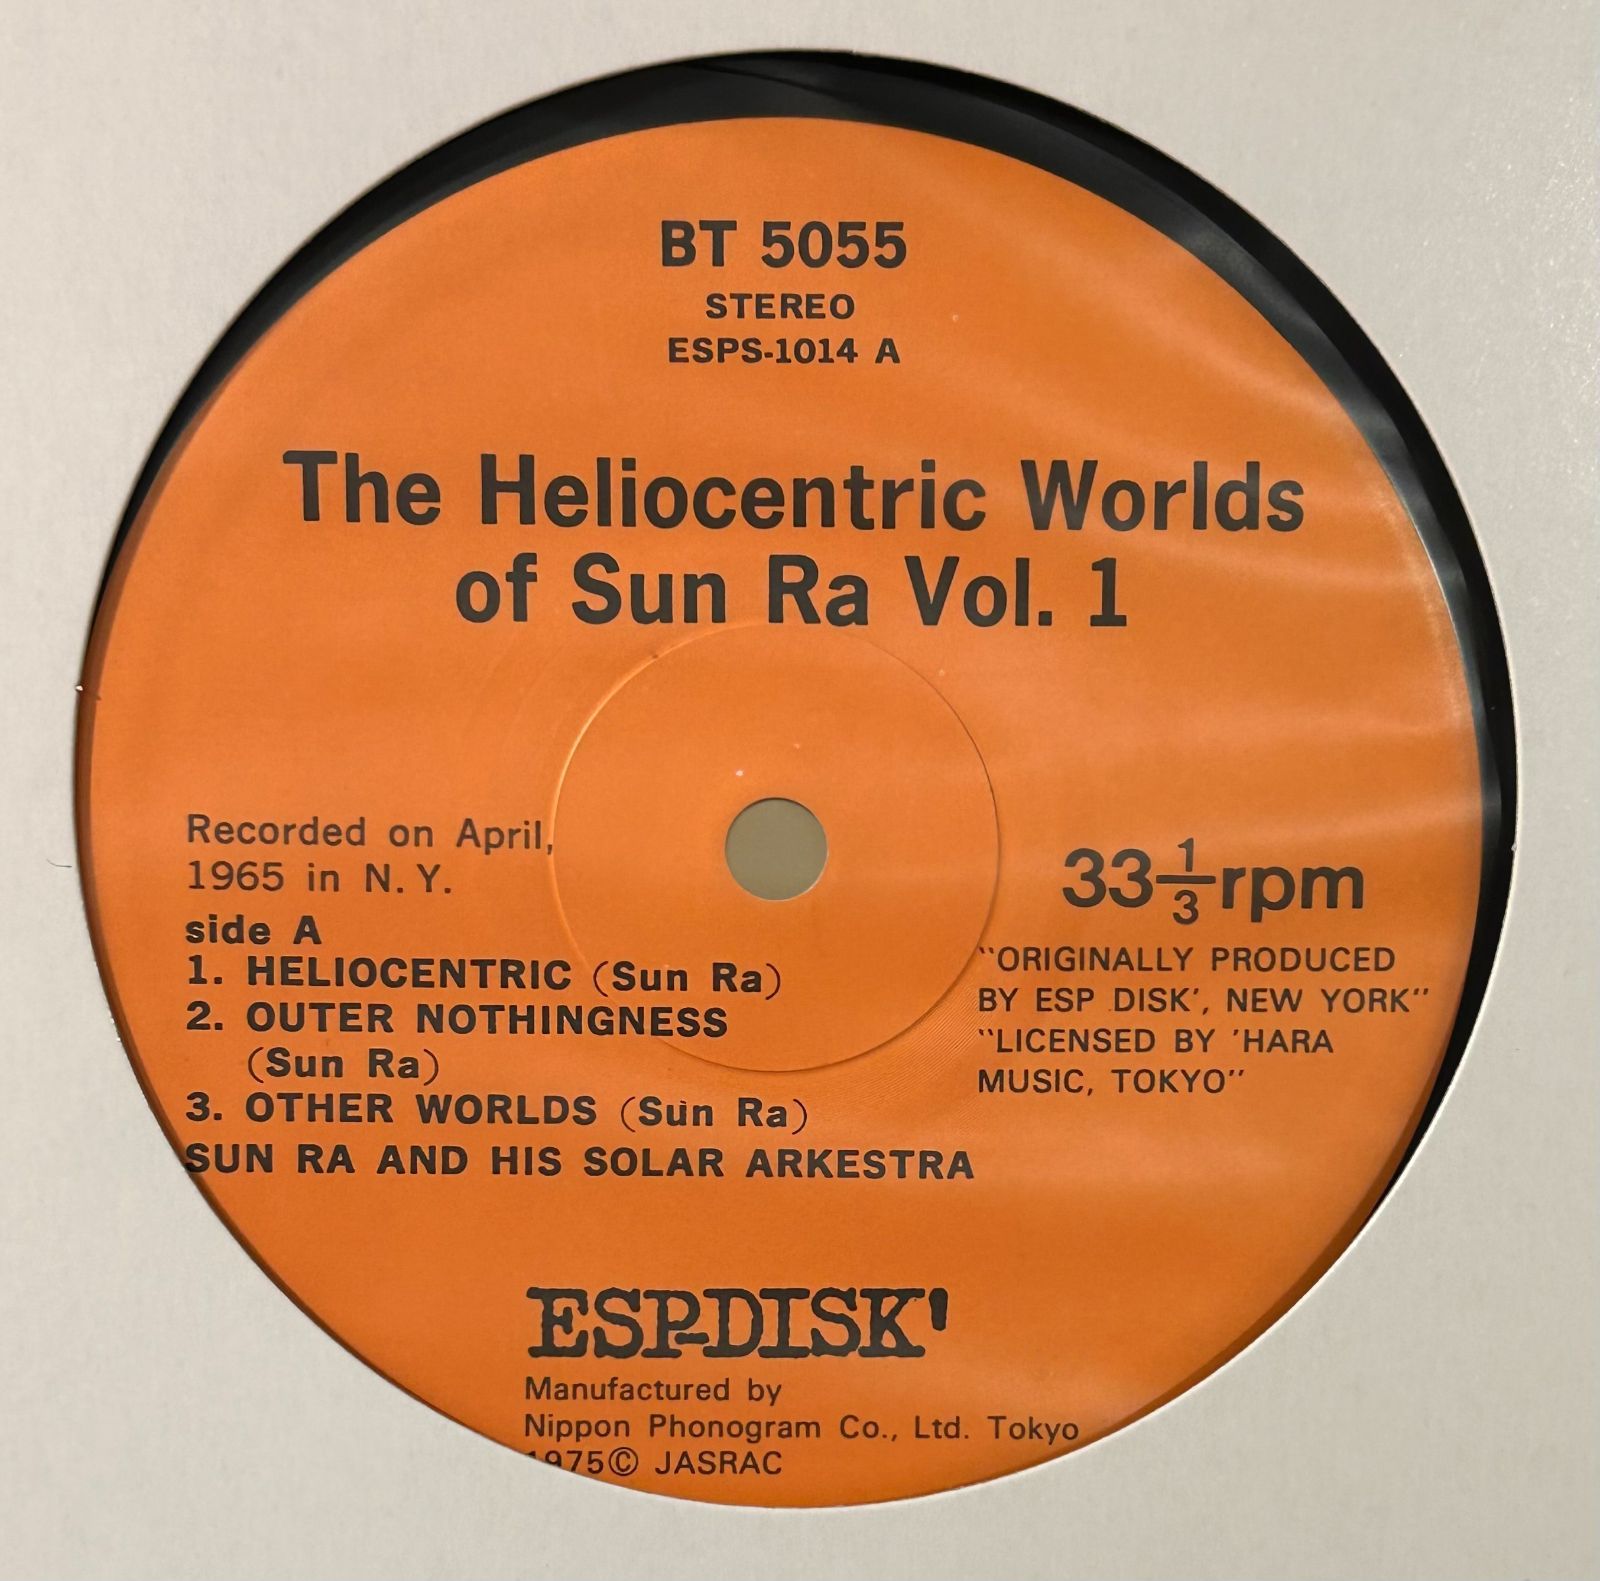 BT 5055
STEREO
ESPS-1014 A
The Heliocentric Worlds
of Sun Ra Vol. 1
Recorded on April,
1965 in N. Y.
side A
1. HELIOCENTRIC (Sun Ra)
2. OUTER NOTHINGNESS
(Sun Ra)
3. OTHER WORLDS (Sun Ra)
SUN RA AND HIS SOLAR ARKESTRA
33 1/3 rpm
"ORIGINALLY PRODUCED
BY ESP DISK', NEW YORK"
"LICENSED BY 'HARA
MUSIC, TOKYO"
ESP-DISK'
Manufactured by
Nippon Phonogram Co., Ltd. Tokyo
1975© JASRAC